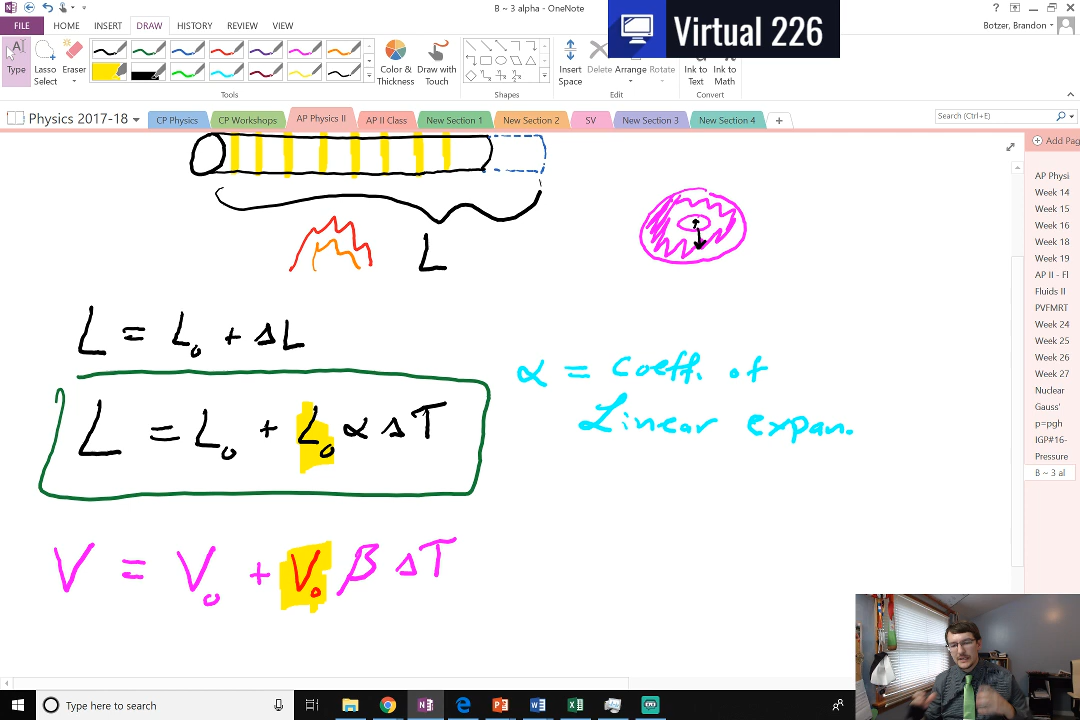 B ~ 3 alpha - OneNote
Virtual 226
Botzer, Brandon
FILE HOME INSERT DRAW HISTORY REVIEW VIEW
Type
Lasso Select
Eraser
Color & Thickness
Draw with Touch
Insert Space
Delete
Arrange
Rotate
Ink to Text
Ink to Math
Tools
Shapes
Edit
Convert
Physics 2017-18
CP Physics CP Workshops AP Physics II AP II Class New Section 1 New Section 2 SV New Section 3 New Section 4 +
Search (Ctrl+E)
Add Pag
AP Physi
Week 14
Week 15
Week 16
Week 18
Week 19
AP II - Fl
Fluids II
PVFMRT
Week 24
Week 25
Week 26
Week 27
Nuclear
Gauss'
p=pgh
IGP#16-
Pressure
B ~ 3 al
L
L = L₀ + ΔL
L = L₀ + L₀ α ΔT
α = coeff. of
Linear expan.
V = V₀ + V₀ β ΔT
Type here to search